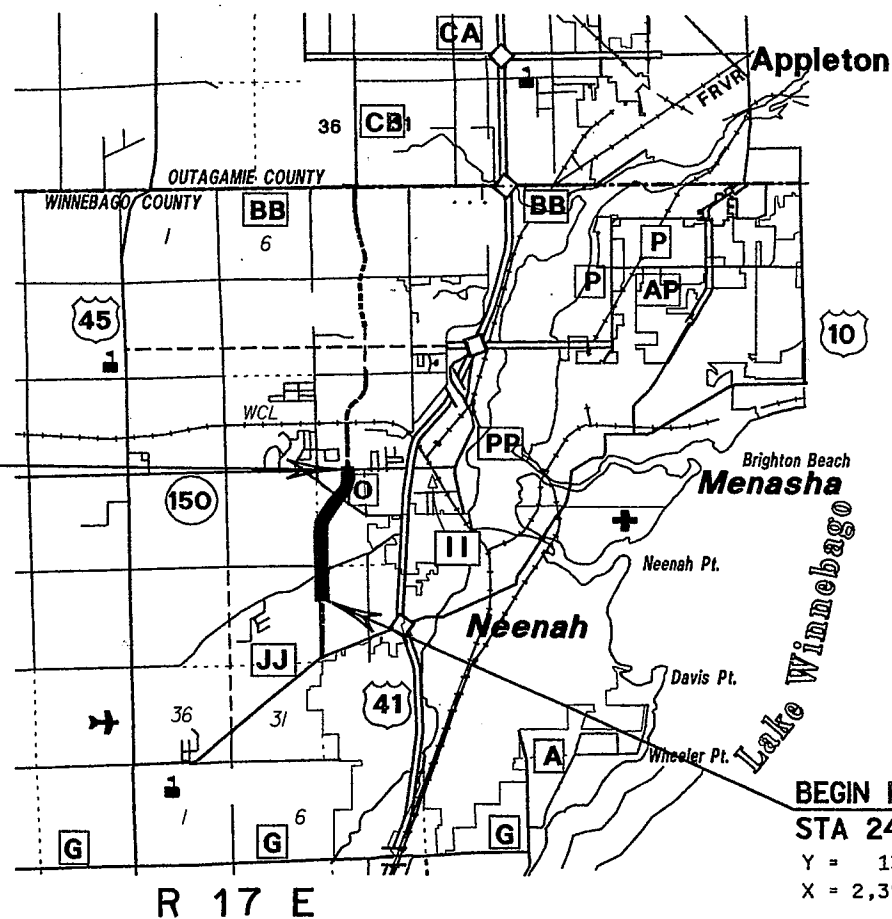 CA
Appleton
FRVR
36
31
OUTAGAMIE COUNTY
WINNEBAGO COUNTY
BB
BB
1
6
P
P
AP
45
10
WCL
PP
Brighton Beach
Menasha
150
O
II
Neenah Pt.
Neenah
Lake Winnebago
JJ
Davis Pt.
41
36
31
A
Wheeler Pt.
BEGIN
1
6
STA 24
G
G
G
Y =
X = 2,3
R 17 E